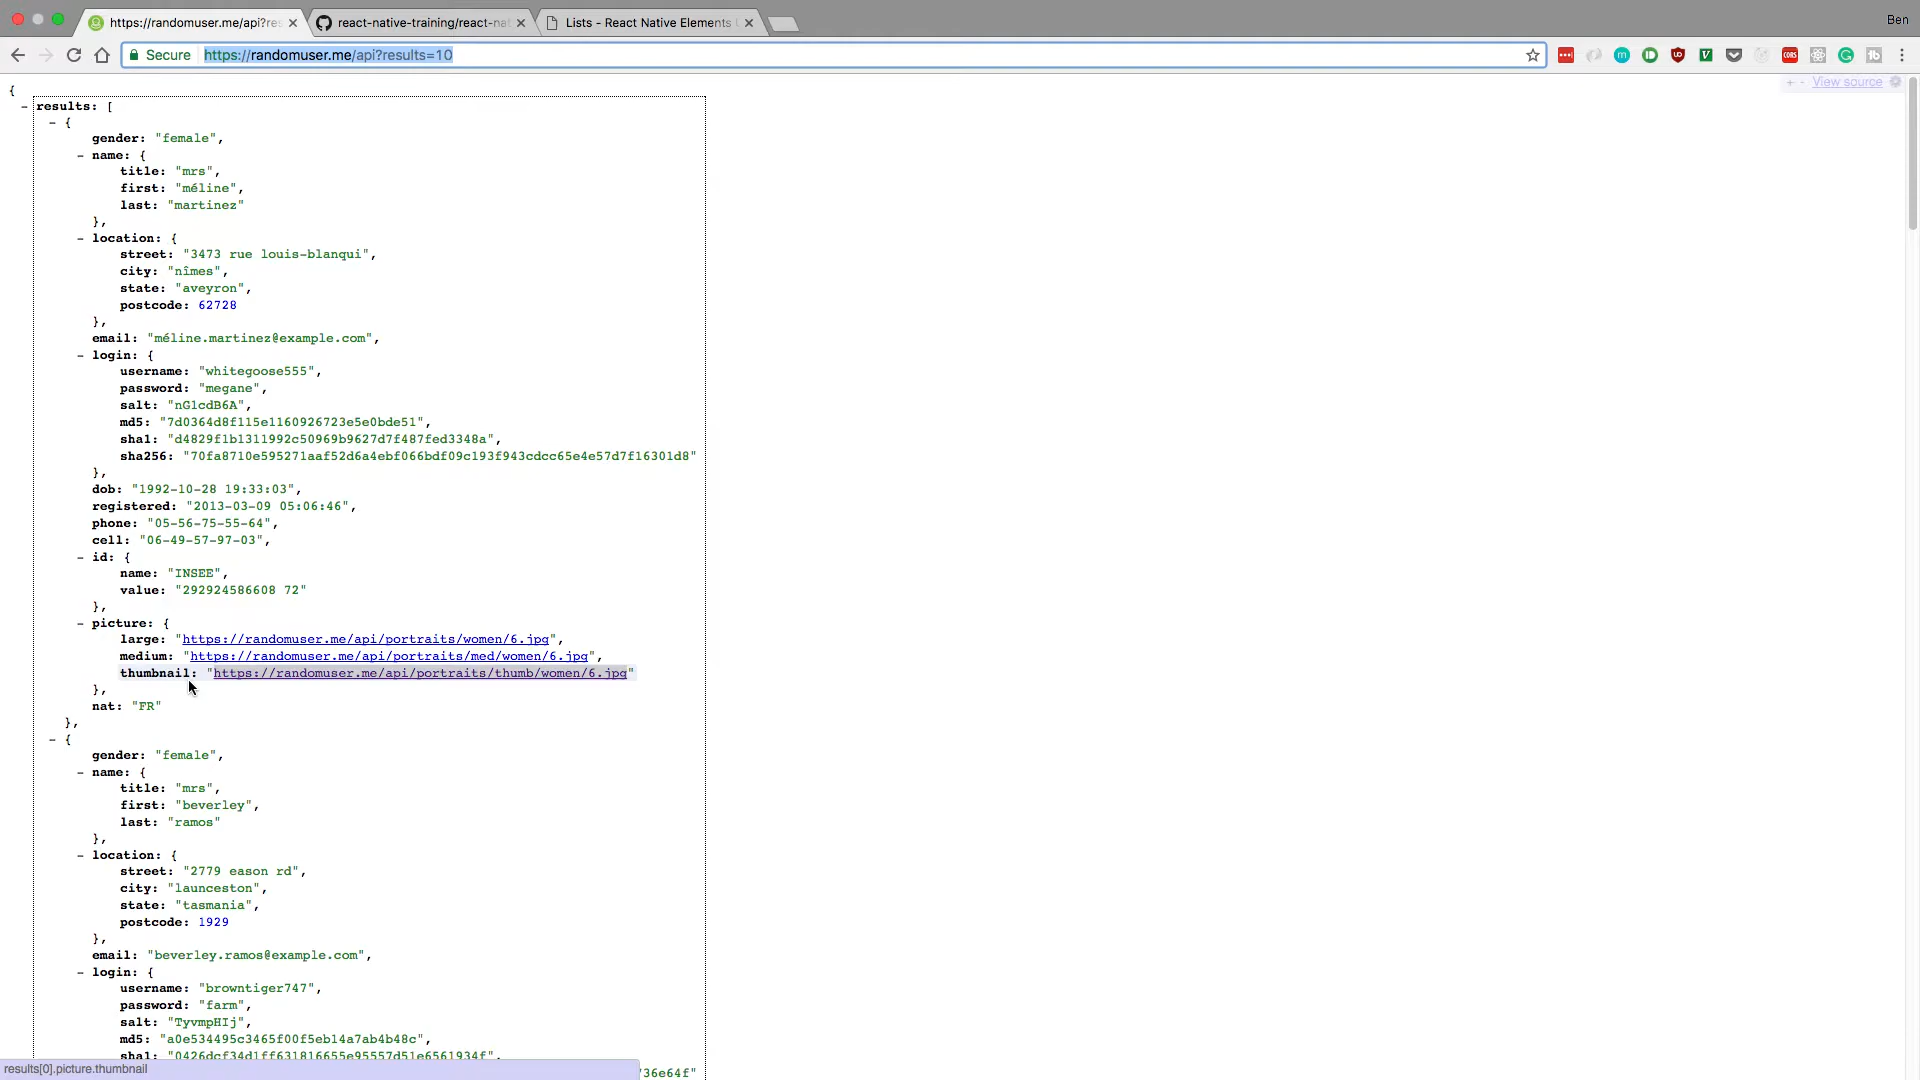 https://randomuser.me/api?res
react-native-training/react-nat
Lists - React Native Elements
Ben
Secure
https://randomuser.me/api?results=10
+ - View source
{
- results: [
- {
gender: "female",
- name: {
title: "mrs",
first: "méline",
last: "martinez"
},
- location: {
street: "3473 rue louis-blanqui",
city: "nîmes",
state: "aveyron",
postcode: 62728
},
email: "méline.martinez@example.com",
- login: {
username: "whitegoose555",
password: "megane",
salt: "nG1cdB6A",
md5: "7d0364d8f115e1160926723e5e0bde51",
sha1: "d4829f1b1311992c50969b9627d7f487fed3348a",
sha256: "70fa8710e595271aaf52d6a4ebf066bdf09c193f943cdcc65e4e57d7f16301d8"
},
dob: "1992-10-28 19:33:03",
registered: "2013-03-09 05:06:46",
phone: "05-56-75-55-64",
cell: "06-49-57-97-03",
- id: {
name: "INSEE",
value: "292924586608 72"
},
- picture: {
large: "https://randomuser.me/api/portraits/women/6.jpg",
medium: "https://randomuser.me/api/portraits/med/women/6.jpg",
thumbnail: "https://randomuser.me/api/portraits/thumb/women/6.jpg"
},
nat: "FR"
},
- {
gender: "female",
- name: {
title: "mrs",
first: "beverley",
last: "ramos"
},
- location: {
street: "2779 eason rd",
city: "launceston",
state: "tasmania",
postcode: 1929
},
email: "beverley.ramos@example.com",
- login: {
username: "browntiger747",
password: "farm",
salt: "TyvmpHIj",
md5: "a0e534495c3465f00f5eb14a7ab4b48c",
sha1: "0426dcf34d1ff631816655e95557d51e6561934f",
results[0].picture.thumbnail
36e64f"